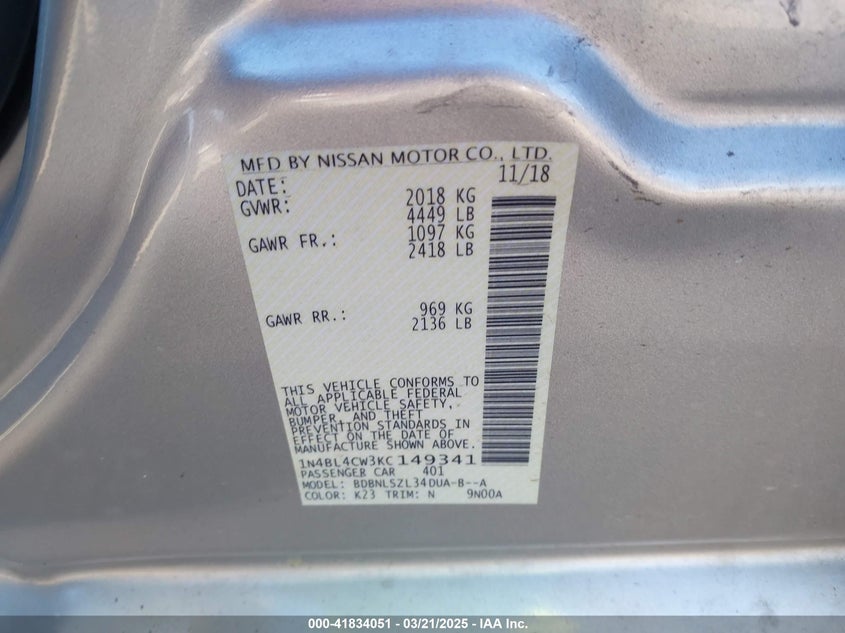 MFD BY NISSAN MOTOR CO., LTD.
DATE: 11/18
GVWR: 2018 KG
4449 LB
GAWR FR.: 1097 KG
2418 LB
GAWR RR.: 969 KG
2136 LB
THIS VEHICLE CONFORMS TO
ALL APPLICABLE FEDERAL
MOTOR VEHICLE SAFETY,
BUMPER, AND THEFT
PREVENTION STANDARDS IN
EFFECT ON THE DATE OF
MANUFACTURE SHOWN ABOVE.
1N4BL4CW3KC149341
PASSENGER CAR 401
MODEL: BDBNLSZL34DUA-B--A
COLOR: K23 TRIM: N 9N00A
000-41834051 - 03/21/2025 - IAA Inc.